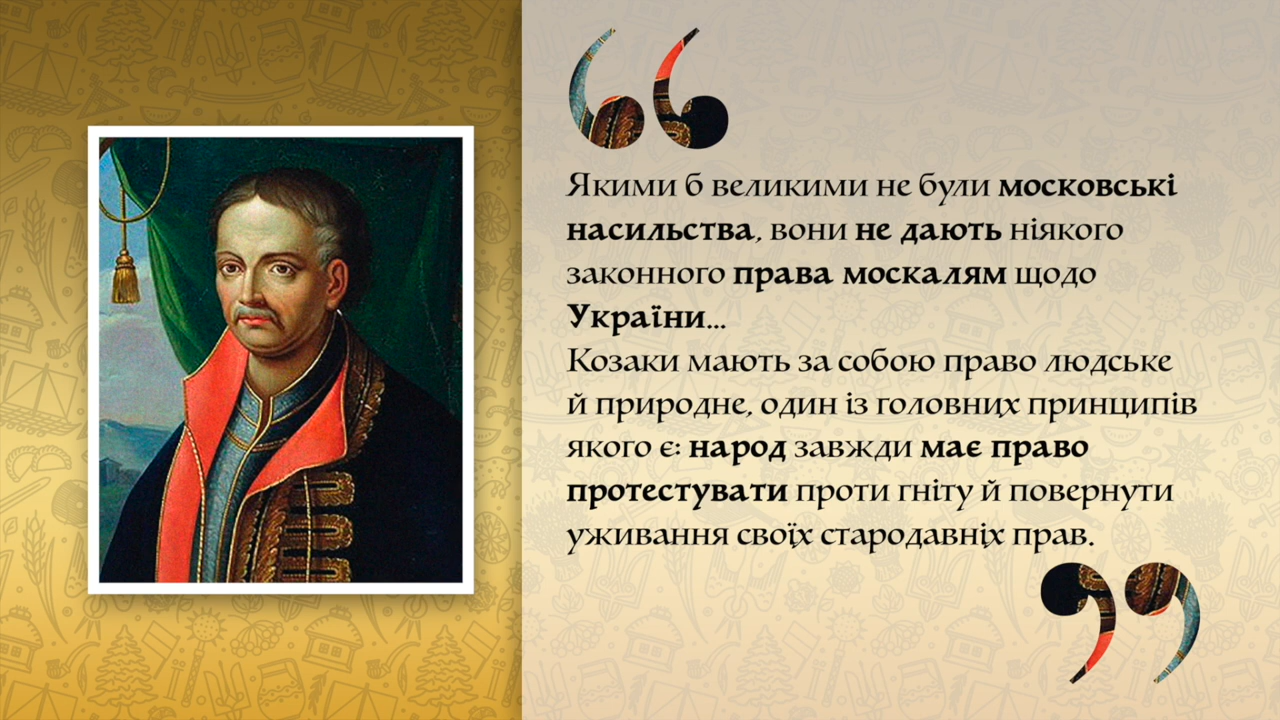 Якими б великими не були московські
насильства, вони не дають ніякого
законного права москалям щодо
України...
Козаки мають за собою право людське
й природне, один із головних принципів
якого є: народ завжди має право
протестувати проти гніту й повернути
уживання своїх стародавніх прав.